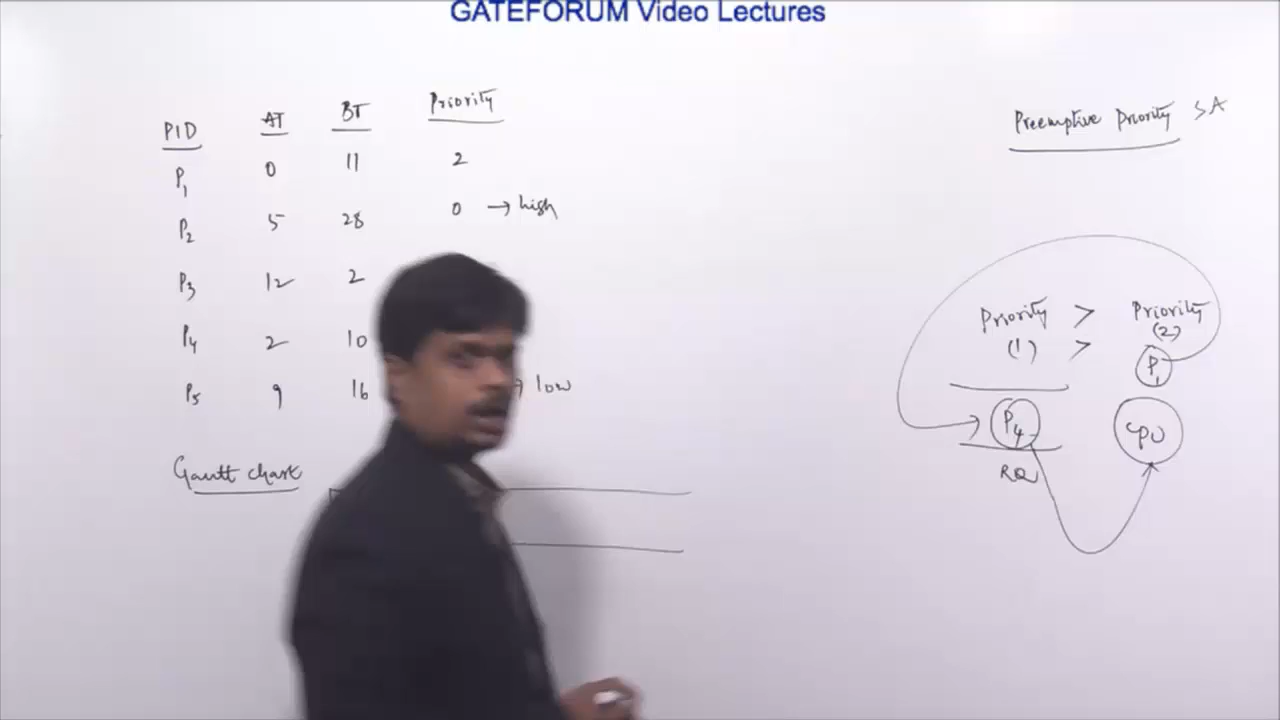 GATEFORUM Video Lectures
PID AT BT Priority
P1 0 11 2
P2 5 28 0 → high
P3 12 2
P4 2 10
P5 9 16 → low
Gantt chart
Preemptive Priority SA
Priority > Priority
(1) > (2)
P1
P4 CPU
RQ